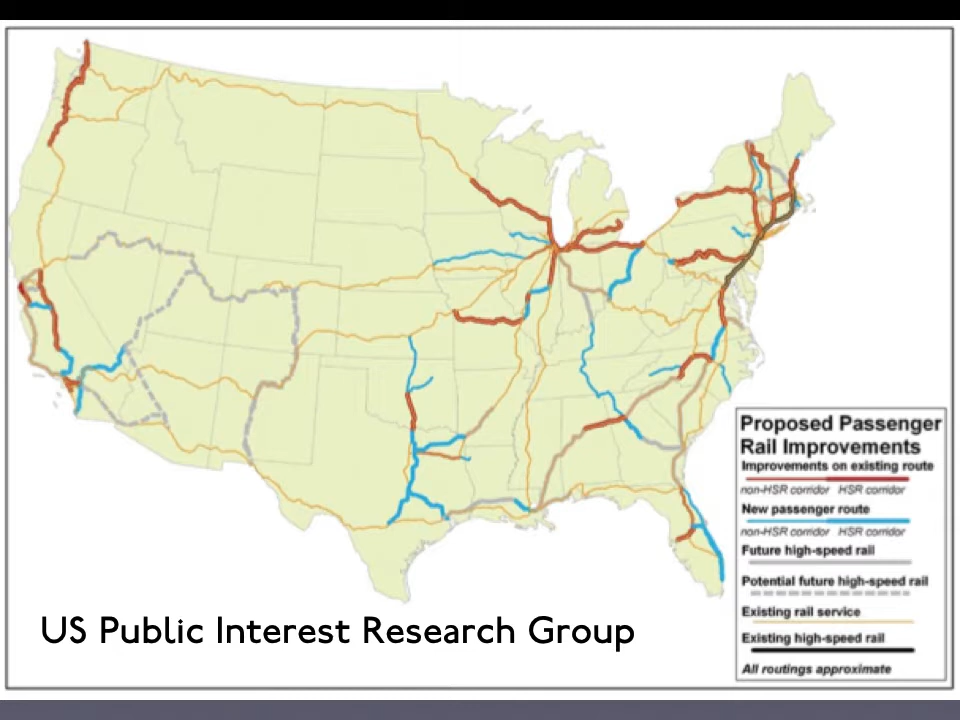 Proposed Passenger
Rail Improvements
Improvements on existing route
non-HSR corridor HSR corridor
New passenger route
non-HSR corridor HSR corridor
Future high-speed rail
Potential future high-speed rail
Existing rail service
Existing high-speed rail
All routings approximate
US Public Interest Research Group